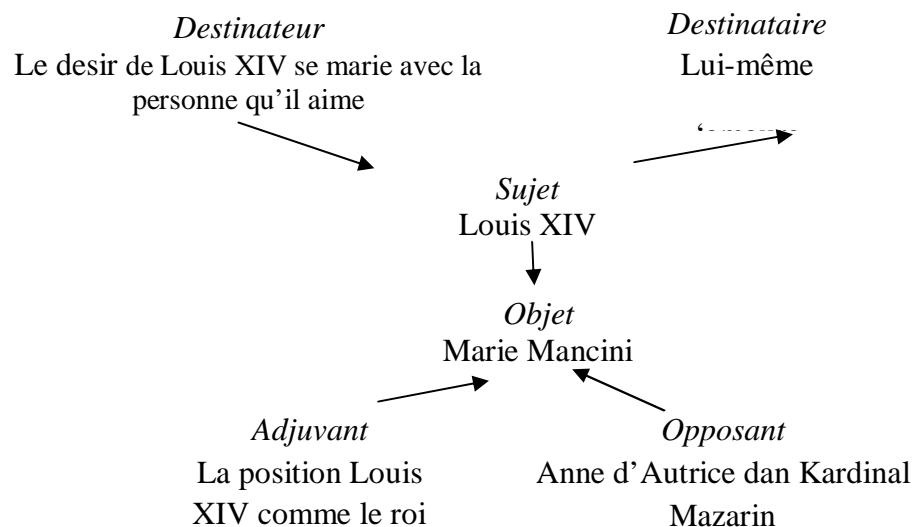 Destinateur
Le desir de Louis XIV se marie avec la
personne qu'il aime
Destinataire
Lui-même
Sujet
Louis XIV
Objet
Marie Mancini
Adjuvant
La position Louis
XIV comme le roi
Opposant
Anne d'Autrice dan Kardinal
Mazarin